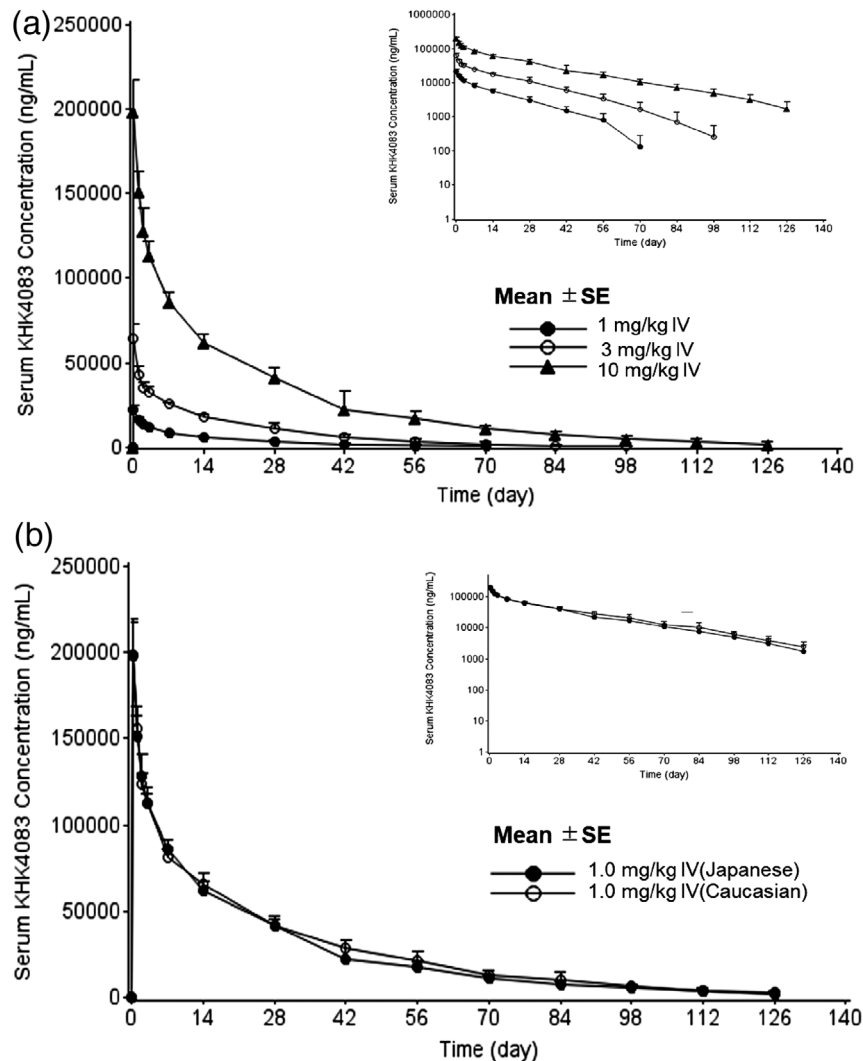 (a)
Serum KHK4083 Concentration (ng/mL)
250000
200000
150000
100000
50000
0
0 14 28 42 56 70 84 98 112 126 140
Time (day)
Serum KHK4083 Concentration (ng/mL)
1000000
100000
10000
1000
100
10
1
0 14 28 42 56 70 84 98 112 126 140
Time (day)
Mean ±SE
1 mg/kg IV
3 mg/kg IV
10 mg/kg IV
(b)
Serum KHK4083 Concentration (ng/mL)
250000
200000
150000
100000
50000
0
0 14 28 42 56 70 84 98 112 126 140
Time (day)
Serum KHK4083 Concentration (ng/mL)
100000
10000
1000
100
10
1
0 14 28 42 56 70 84 98 112 126 140
Time (day)
Mean ±SE
1.0 mg/kg IV(Japanese)
1.0 mg/kg IV(Caucasian)